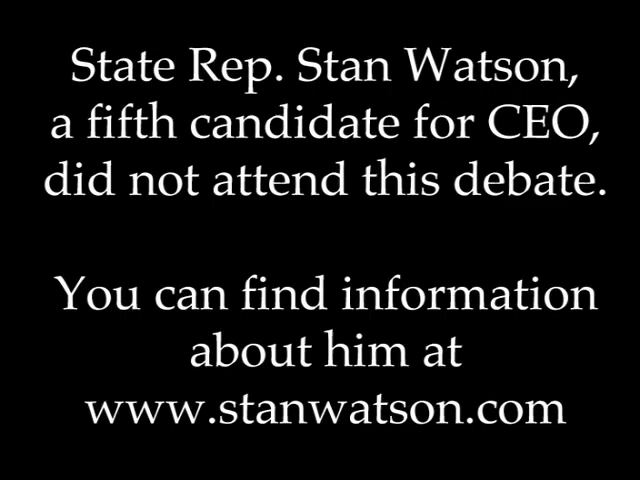 State Rep. Stan Watson,
a fifth candidate for CEO,
did not attend this debate.
You can find information
about him at
www.stanwatson.com